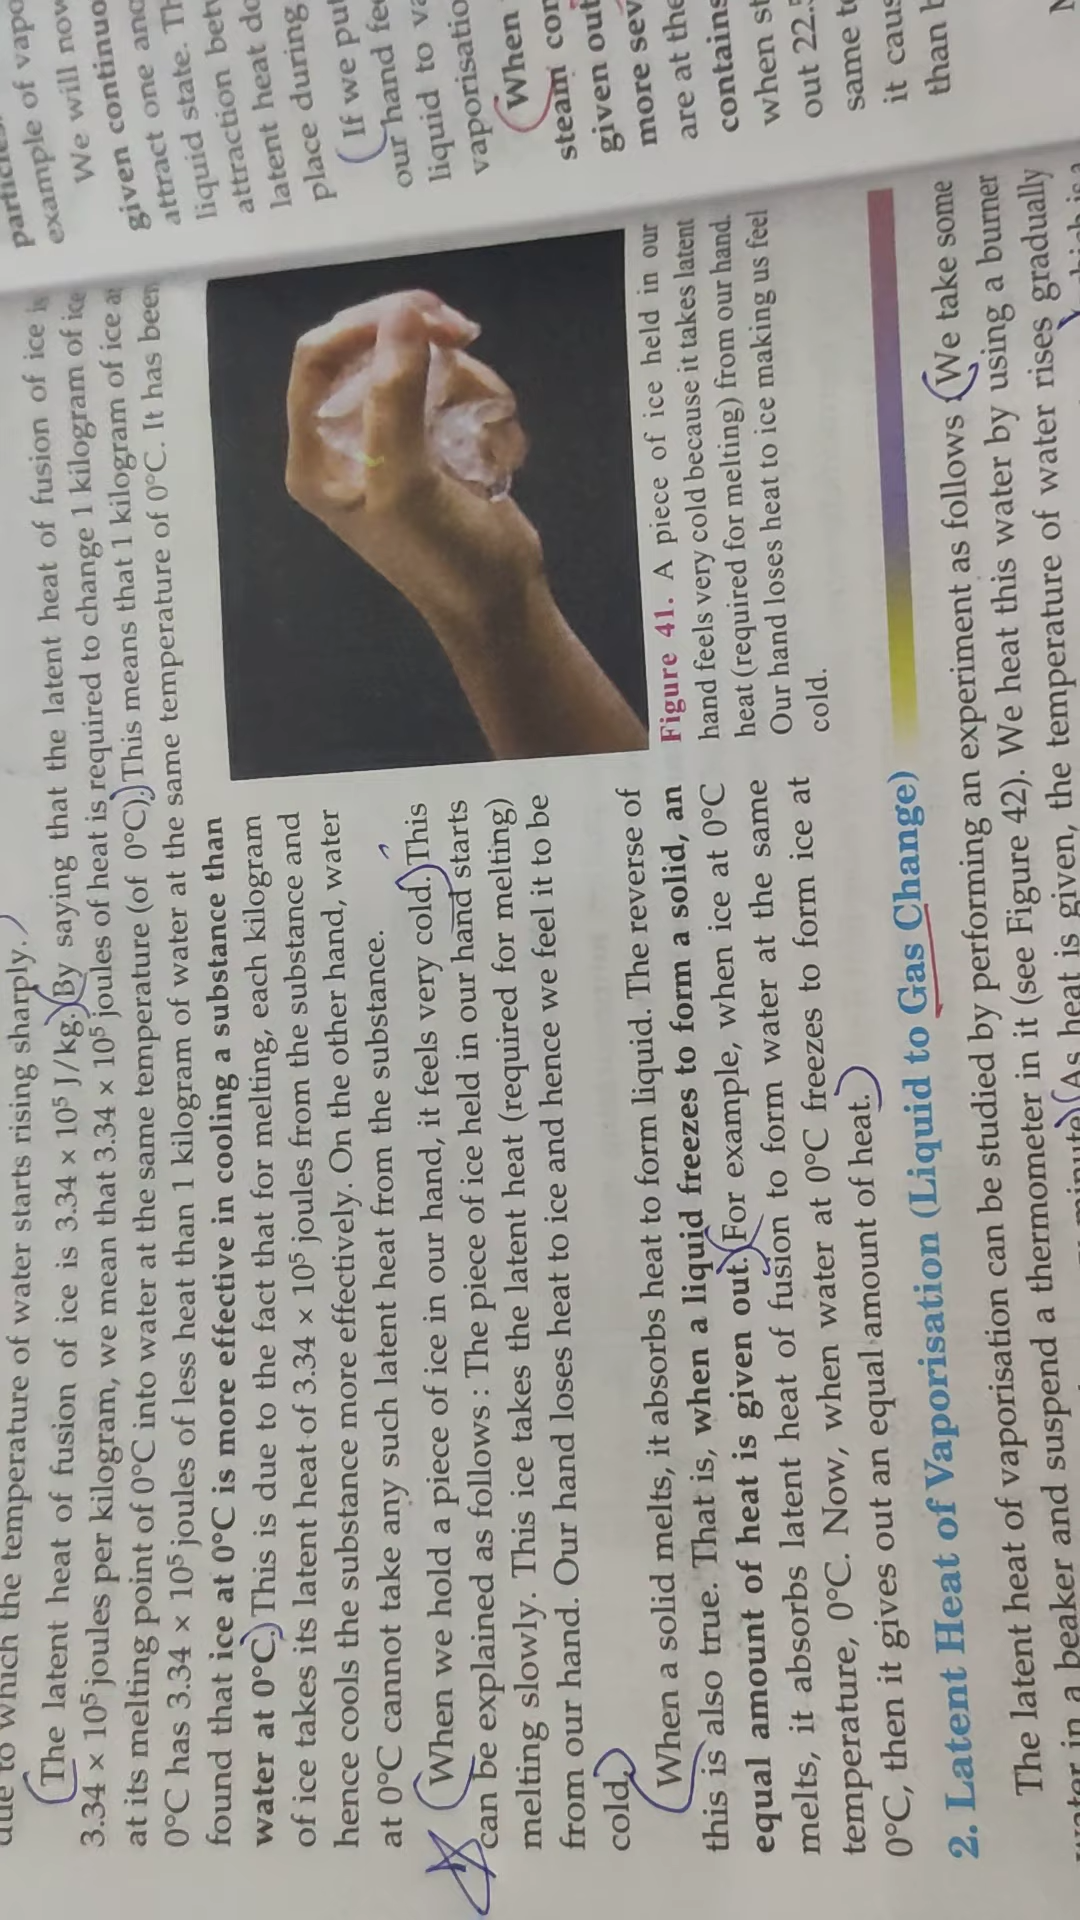 due to which the temperature of water starts rising sharply.
The latent heat of fusion of ice is 3.34 × 10⁵ J/kg. By saying that the latent heat of fusion of ice is
3.34 × 10⁵ joules per kilogram, we mean that 3.34 × 10⁵ joules of heat is required to change 1 kilogram of ice
at its melting point of 0°C into water at the same temperature (of 0°C). This means that 1 kilogram of ice at
0°C has 3.34 × 10⁵ joules of less heat than 1 kilogram of water at the same temperature of 0°C. It has been
found that ice at 0°C is more effective in cooling a substance than
water at 0°C. This is due to the fact that for melting, each kilogram
of ice takes its latent heat of 3.34 × 10⁵ joules from the substance and
hence cools the substance more effectively. On the other hand, water
at 0°C cannot take any such latent heat from the substance.
When we hold a piece of ice in our hand, it feels very cold. This
can be explained as follows : The piece of ice held in our hand starts
melting slowly. This ice takes the latent heat (required for melting)
from our hand. Our hand loses heat to ice and hence we feel it to be
cold.
When a solid melts, it absorbs heat to form liquid. The reverse of
this is also true. That is, when a liquid freezes to form a solid, an
equal amount of heat is given out. For example, when ice at 0°C
melts, it absorbs latent heat of fusion to form water at the same
temperature, 0°C. Now, when water at 0°C freezes to form ice at
0°C, then it gives out an equal amount of heat.
Figure 41. A piece of ice held in our
hand feels very cold because it takes latent
heat (required for melting) from our hand.
Our hand loses heat to ice making us feel
cold.
2. Latent Heat of Vaporisation (Liquid to Gas Change)
The latent heat of vaporisation can be studied by performing an experiment as follows : We take some
water in a beaker and suspend a thermometer in it (see Figure 42). We heat this water by using a burner
As heat is given, the temperature of water rises gradually
example of vapo
We will now
given continuo
attract one ano
liquid state. Th
attraction betw
latent heat do
place during
If we put
our hand fee
liquid to va
vaporisatio
When
steam con
given out
more sev
are at the
contains
when st
out 22.5
same te
it caus
than b